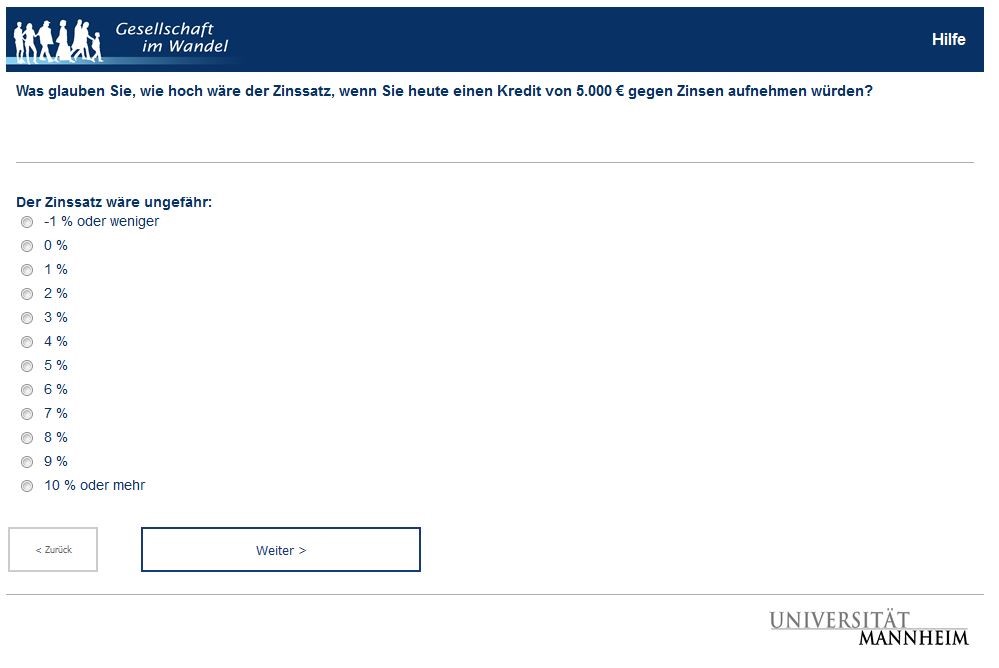 Gesellschaft
im Wandel
Hilfe
Was glauben Sie, wie hoch wäre der Zinssatz, wenn Sie heute einen Kredit von 5.000 € gegen Zinsen aufnehmen würden?
Der Zinssatz wäre ungefähr:
-1 % oder weniger
0 %
1 %
2 %
3 %
4 %
5 %
6 %
7 %
8 %
9 %
10 % oder mehr
< Zurück
Weiter >
UNIVERSITÄT
MANNHEIM